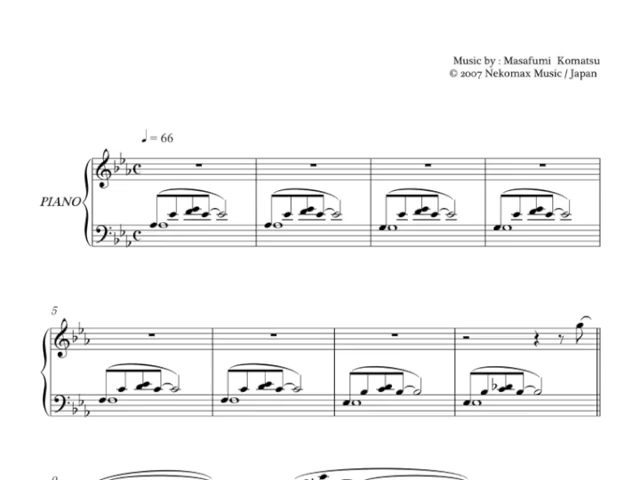 Music by : Masafumi Komatsu
© 2007 Nekomax Music / Japan
♩ = 66
PIANO
5